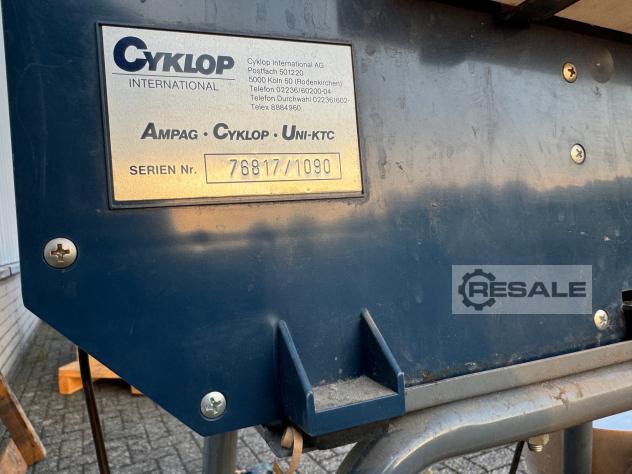 CYKLOP
INTERNATIONAL
Cyklop International AG
Postfach 501220
5000 Köln 50 (Rodenkirchen)
Telefon 02236/60200-04
Telefon Durchwahl 02236/602-
Telex 8884960
AMPAG · CYKLOP · UNI-KTC
SERIEN Nr. 76817/1090
RESALE